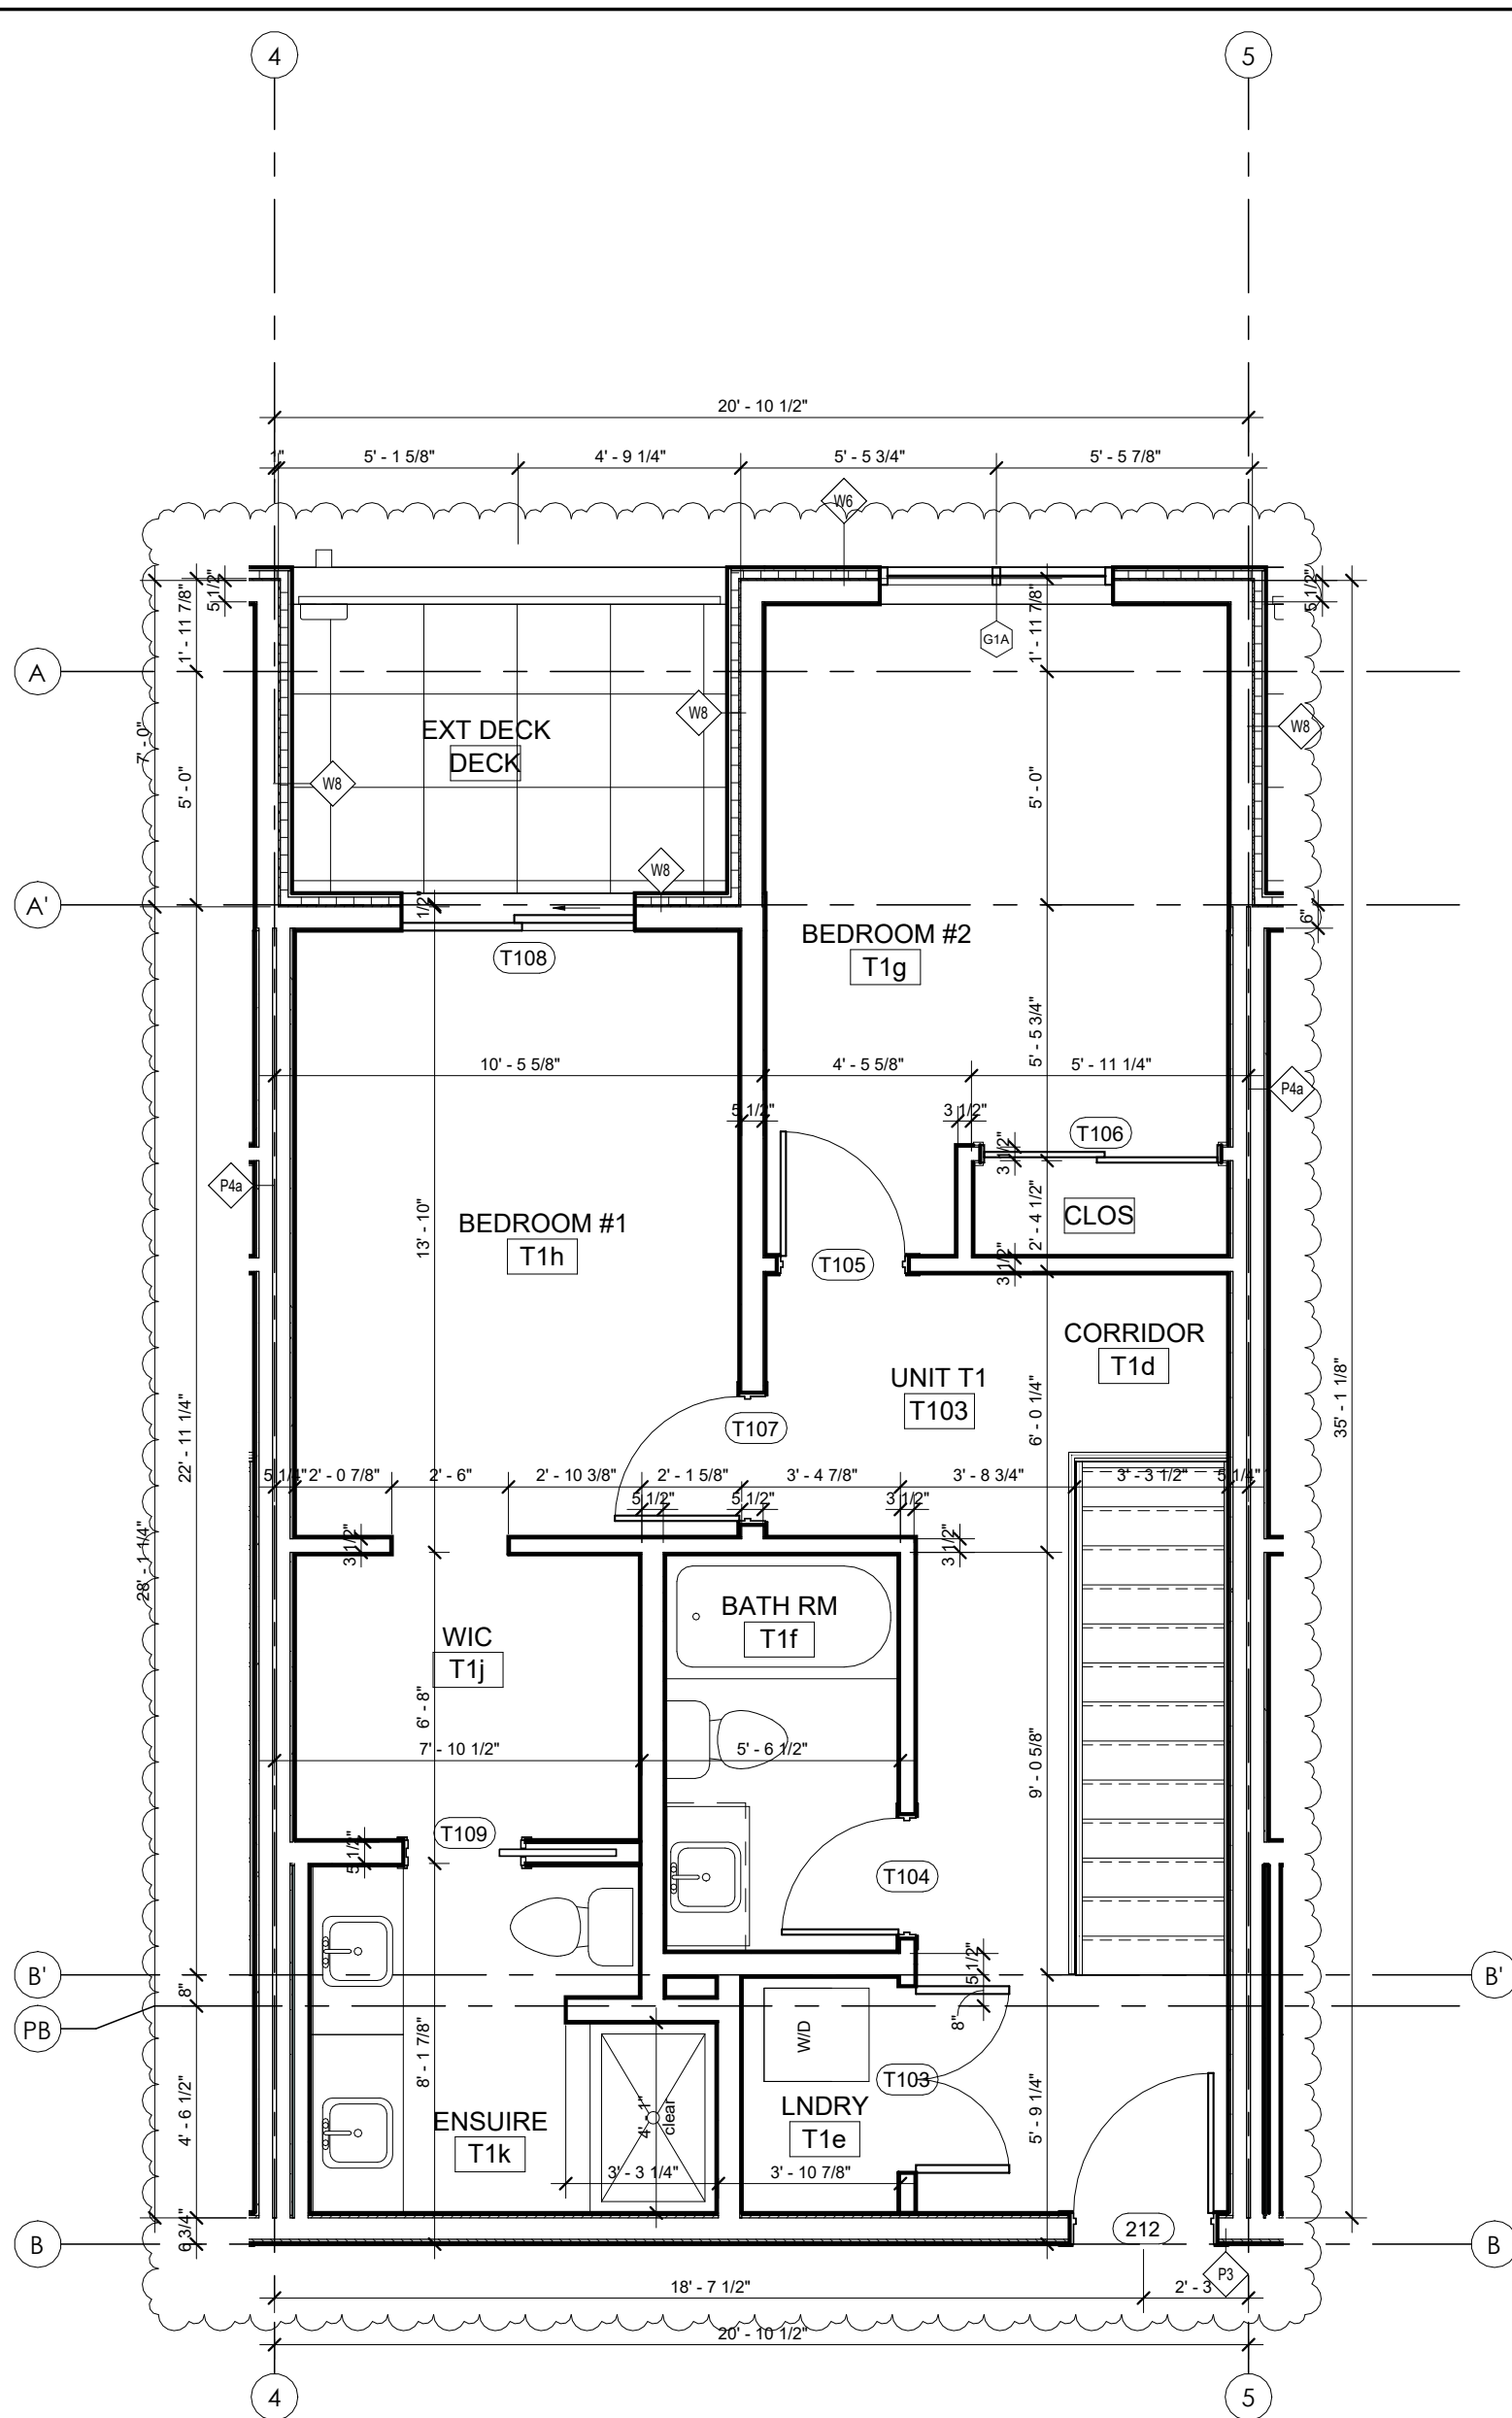 4
5
20' - 10 1/2"
1"
5' - 1 5/8"
4' - 9 1/4"
5' - 5 3/4"
5' - 5 7/8"
W6
5 1/2"
1' - 11 7/8"
1' - 11 7/8"
5 1/2"
G1A
A
7' - 0"
EXT DECK
DECK
W8
W8
W8
5' - 0"
5' - 0"
W8
A'
1/2"
6"
T108
BEDROOM #2
T1g
5' - 5 3/4"
10' - 5 5/8"
4' - 5 5/8"
5' - 11 1/4"
P4a
5 1/2"
3 1/2"
T106
3 1/2"
P4a
CLOS
2' - 4 1/2"
BEDROOM #1
T1h
13' - 10"
T105
3 1/2"
CORRIDOR
T1d
UNIT T1
T103
35' - 1 1/8"
22' - 11 1/4"
T107
6' - 0 1/4"
5 1/4"
2' - 0 7/8"
2' - 6"
2' - 10 3/8"
2' - 1 5/8"
3' - 4 7/8"
3' - 8 3/4"
3' - 3 1/2"
5 1/4"
5 1/2"
5 1/2"
3 1/2"
3 1/2"
3 1/2"
28' - 1 1/4"
BATH RM
T1f
WIC
T1j
6' - 8"
7' - 10 1/2"
5' - 6 1/2"
9' - 0 5/8"
T109
5 1/2"
T104
B'
5 1/2"
B'
8"
8"
PB
W/D
8' - 1 7/8"
T103
4' - 6 1/2"
4' - 1"
clear
LNDRY
T1e
ENSUIRE
T1k
5' - 9 1/4"
3' - 3 1/4"
3' - 10 7/8"
6 3/4"
B
212
B
P3
18' - 7 1/2"
2' - 3
20' - 10 1/2"
4
5